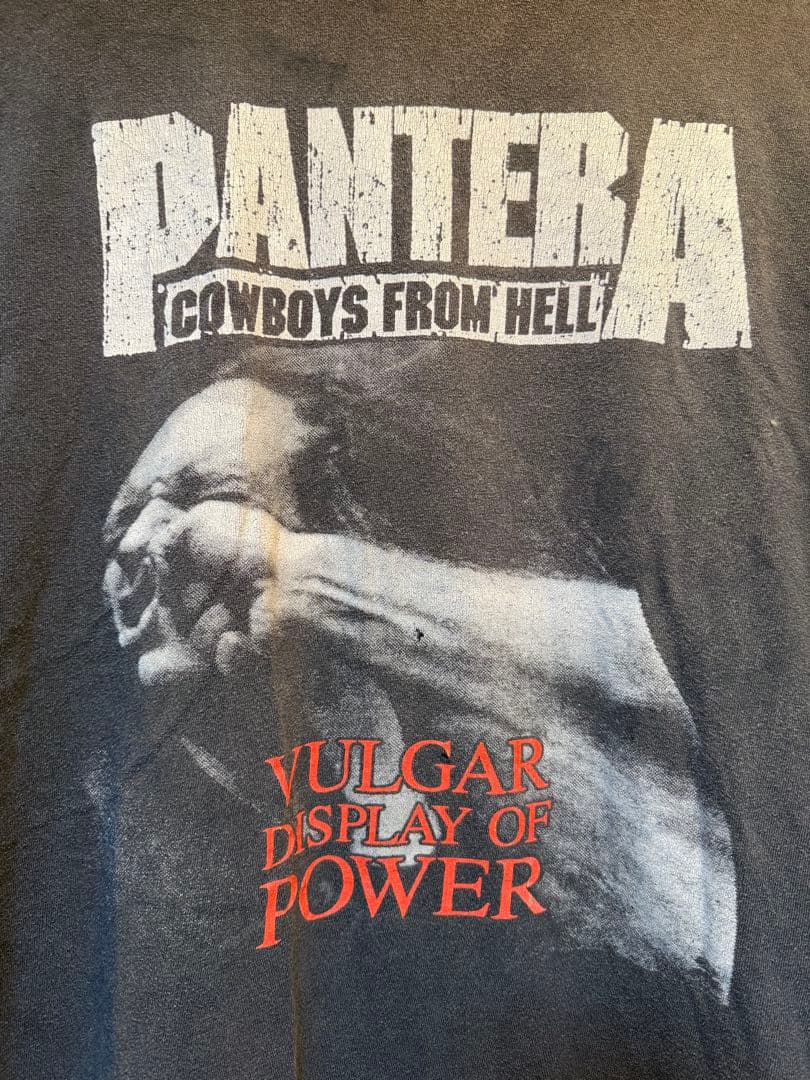 PANTERA
COWBOYS FROM HELL
VULGAR
DISPLAY OF
POWER